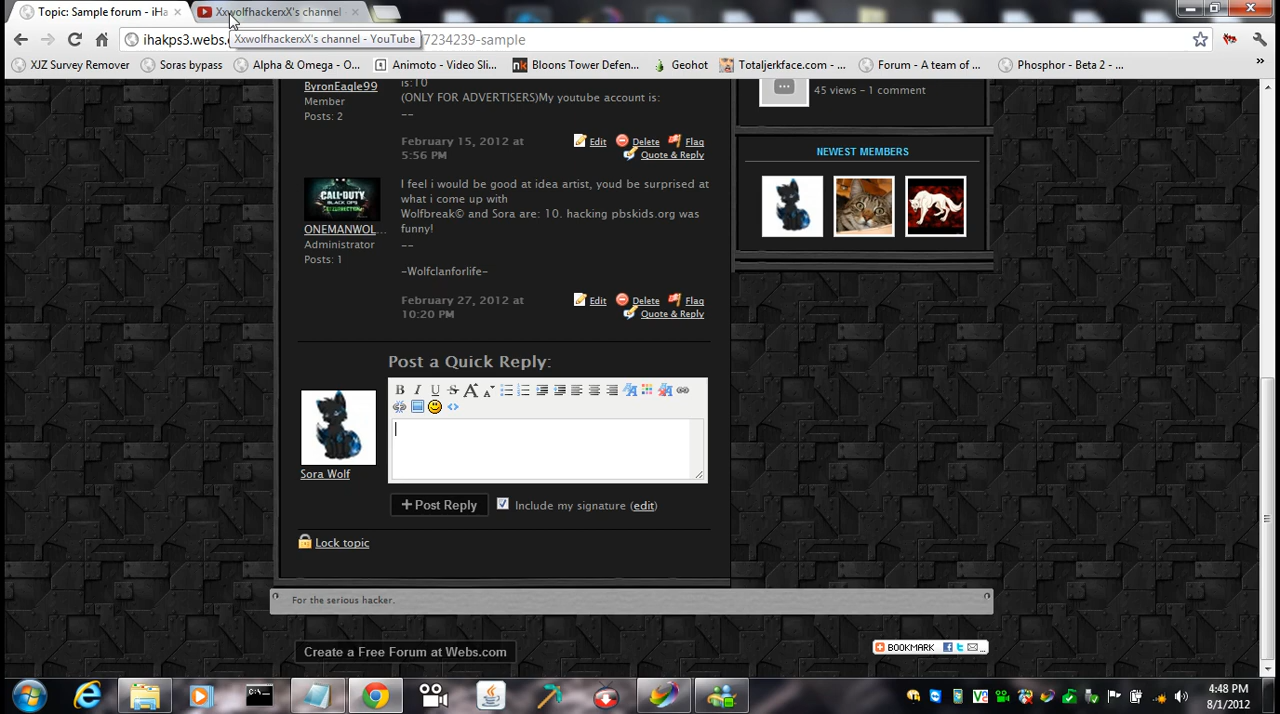 Topic: Sample forum - iHa
XxwolfhackerxX's channel
ihakps3.webs.
7234239-sample
XxwolfhackerxX's channel - YouTube
XJZ Survey Remover
Soras bypass
Alpha & Omega - O...
Animoto - Video Sli...
Bloons Tower Defen...
Geohot
Totaljerkface.com - ...
Forum - A team of ...
Phosphor - Beta 2 - ...
is:10
ByronEagle99
Member
Posts: 2
(ONLY FOR ADVERTISERS)My youtube account is:
--
February 15, 2012 at
5:56 PM
Edit Delete Flag
Quote & Reply
45 views - 1 comment
NEWEST MEMBERS
CALL·DUTY
BLACK OPS
ONEMANWOL...
Administrator
Posts: 1
I feel i would be good at idea artist, youd be surprised at
what i come up with
Wolfbreak© and Sora are: 10. hacking pbskids.org was
funny!
--
-Wolfclanforlife-
February 27, 2012 at
10:20 PM
Edit Delete Flag
Quote & Reply
Post a Quick Reply:
Sora Wolf
+ Post Reply
Include my signature (edit)
Lock topic
For the serious hacker.
Create a Free Forum at Webs.com
BOOKMARK
4:48 PM
8/1/2012